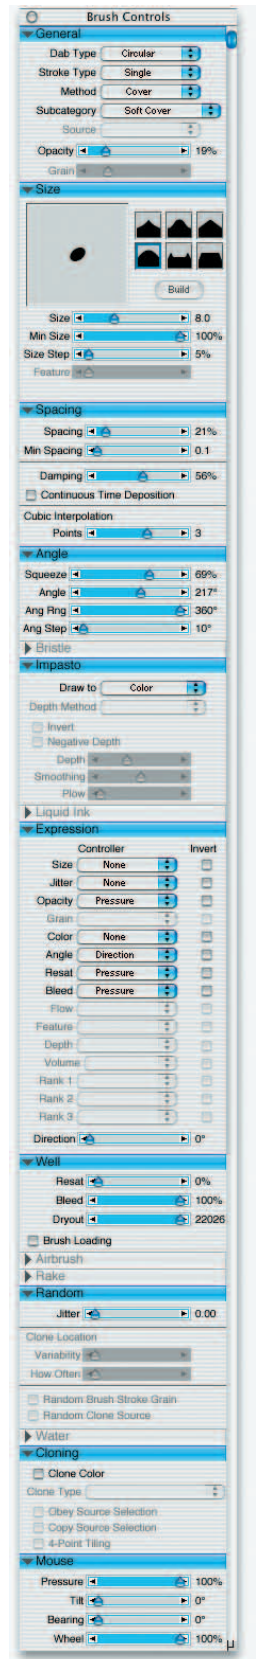 Brush Controls
General
Dab Type Circular
Stroke Type Single
Method Cover
Subcategory Soft Cover
Source
Opacity 19%
Grain
Size
Build
Size 8.0
Min Size 100%
Size Step 5%
Feature
Spacing
Spacing 21%
Min Spacing 0.1
Damping 56%
Continuous Time Deposition
Cubic Interpolation
Points 3
Angle
Squeeze 69%
Angle 217°
Ang Rng 360°
Ang Step 10°
Bristle
Impasto
Draw to Color
Depth Method
Invert
Negative Depth
Depth
Smoothing
Plow
Liquid Ink
Expression
Controller Invert
Size None
Jitter None
Opacity Pressure
Grain
Color None
Angle Direction
Resat Pressure
Bleed Pressure
Flow
Feature
Depth
Volume
Rank 1
Rank 2
Rank 3
Direction 0°
Well
Resat 0%
Bleed 100%
Dryout 22026
Brush Loading
Airbrush
Rake
Random
Jitter 0.00
Clone Location
Variability
How Often
Random Brush Stroke Grain
Random Clone Source
Water
Cloning
Clone Color
Clone Type
Obey Source Selection
Copy Source Selection
4-Point Tiling
Mouse
Pressure 100%
Tilt 0°
Bearing 0°
Wheel 100% µ